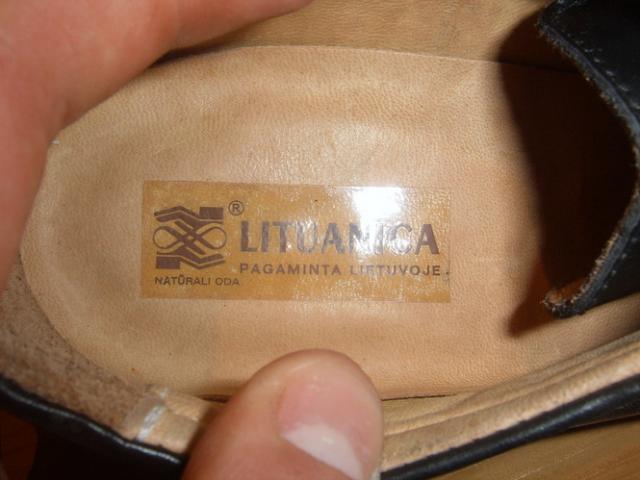 ® LITUANICA
PAGAMINTA LIETUVOJE
NATŪRALI ODA